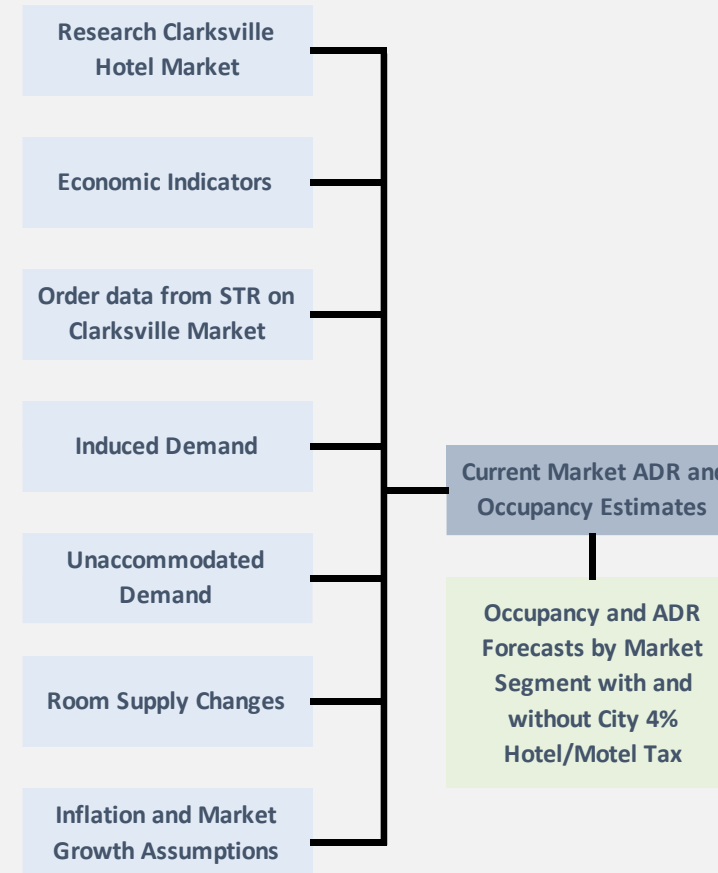 Research Clarksville
Hotel Market
Economic Indicators
Order data from STR on
Clarksville Market
Induced Demand
Unaccommodated
Demand
Room Supply Changes
Inflation and Market
Growth Assumptions
Current Market ADR and
Occupancy Estimates
Occupancy and ADR
Forecasts by Market
Segment with and
without City 4%
Hotel/Motel Tax